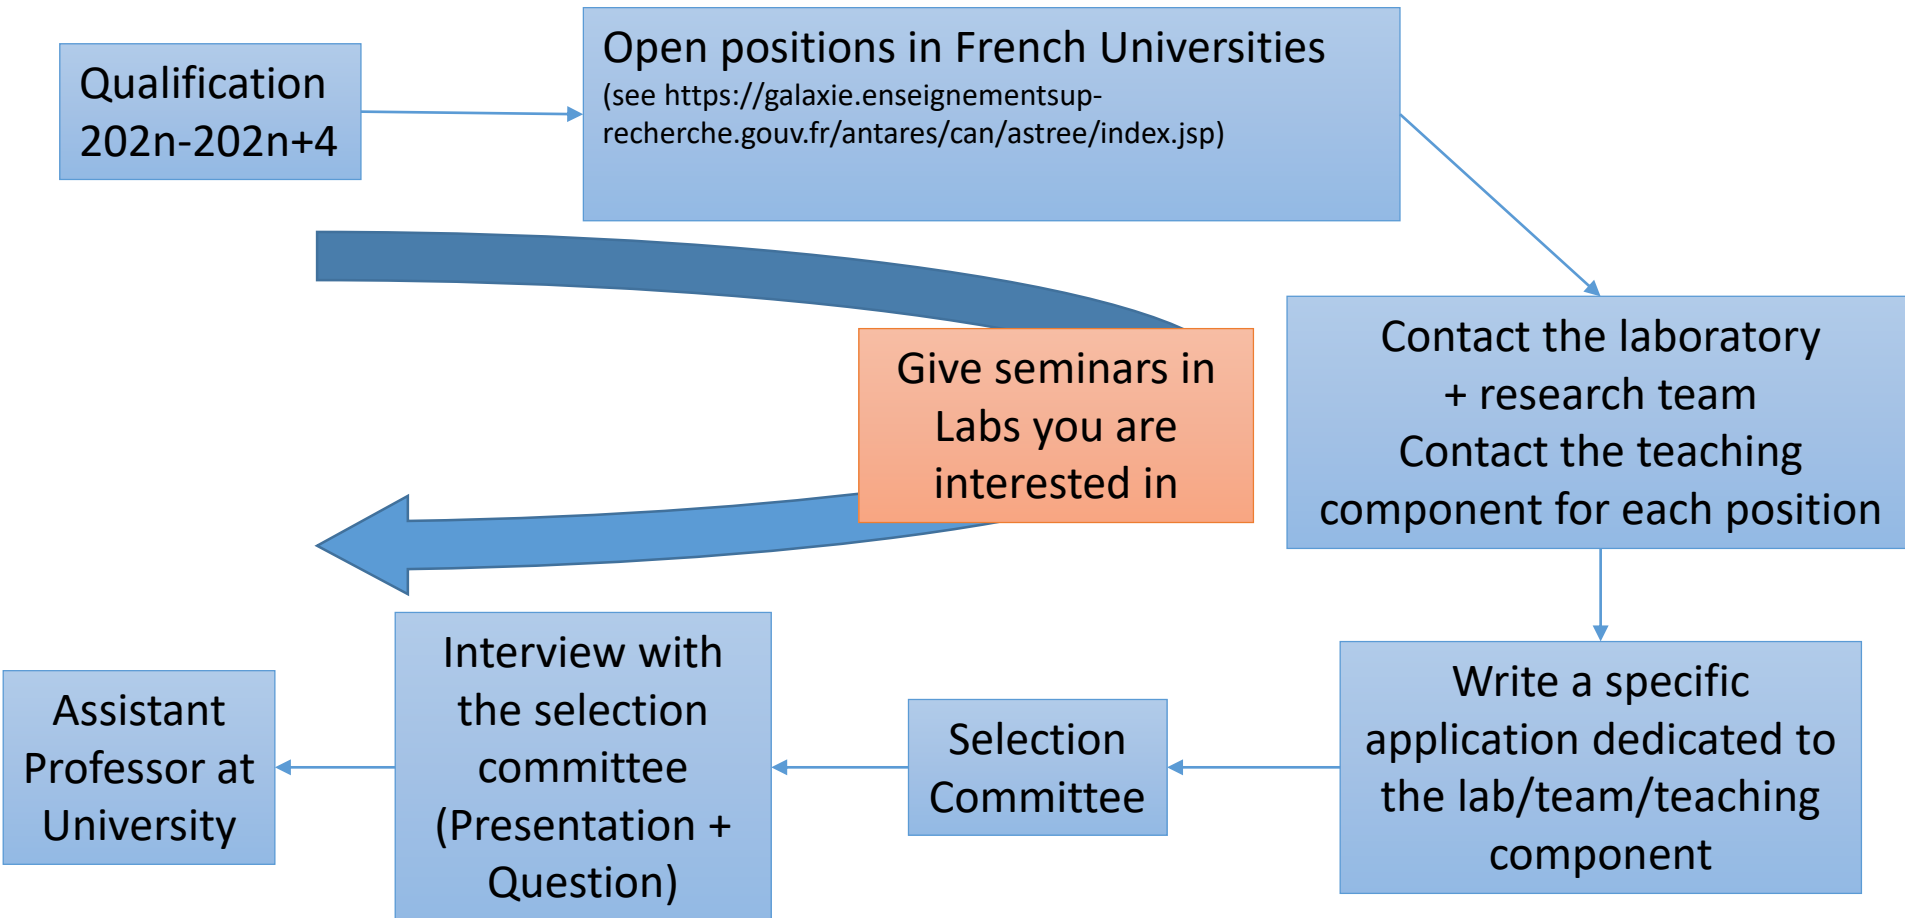 Qualification
202n-202n+4
Open positions in French Universities
(see https://galaxie.enseignementsup-
recherche.gouv.fr/antares/can/astree/index.jsp)
Give seminars in
Labs you are
interested in
Contact the laboratory
+ research team
Contact the teaching
component for each position
Write a specific
application dedicated to
the lab/team/teaching
component
Selection
Committee
Interview with
the selection
committee
(Presentation +
Question)
Assistant
Professor at
University